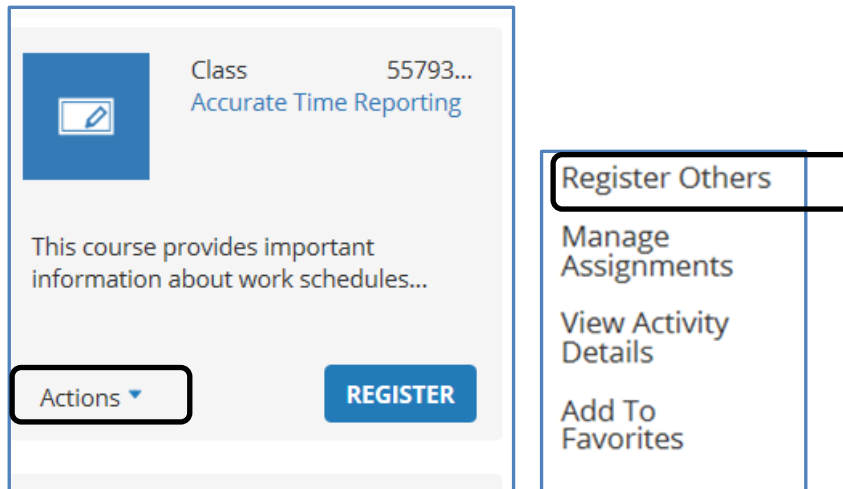 Class 55793...
Accurate Time Reporting
This course provides important
information about work schedules...
Actions
REGISTER
Register Others
Manage
Assignments
View Activity
Details
Add To
Favorites